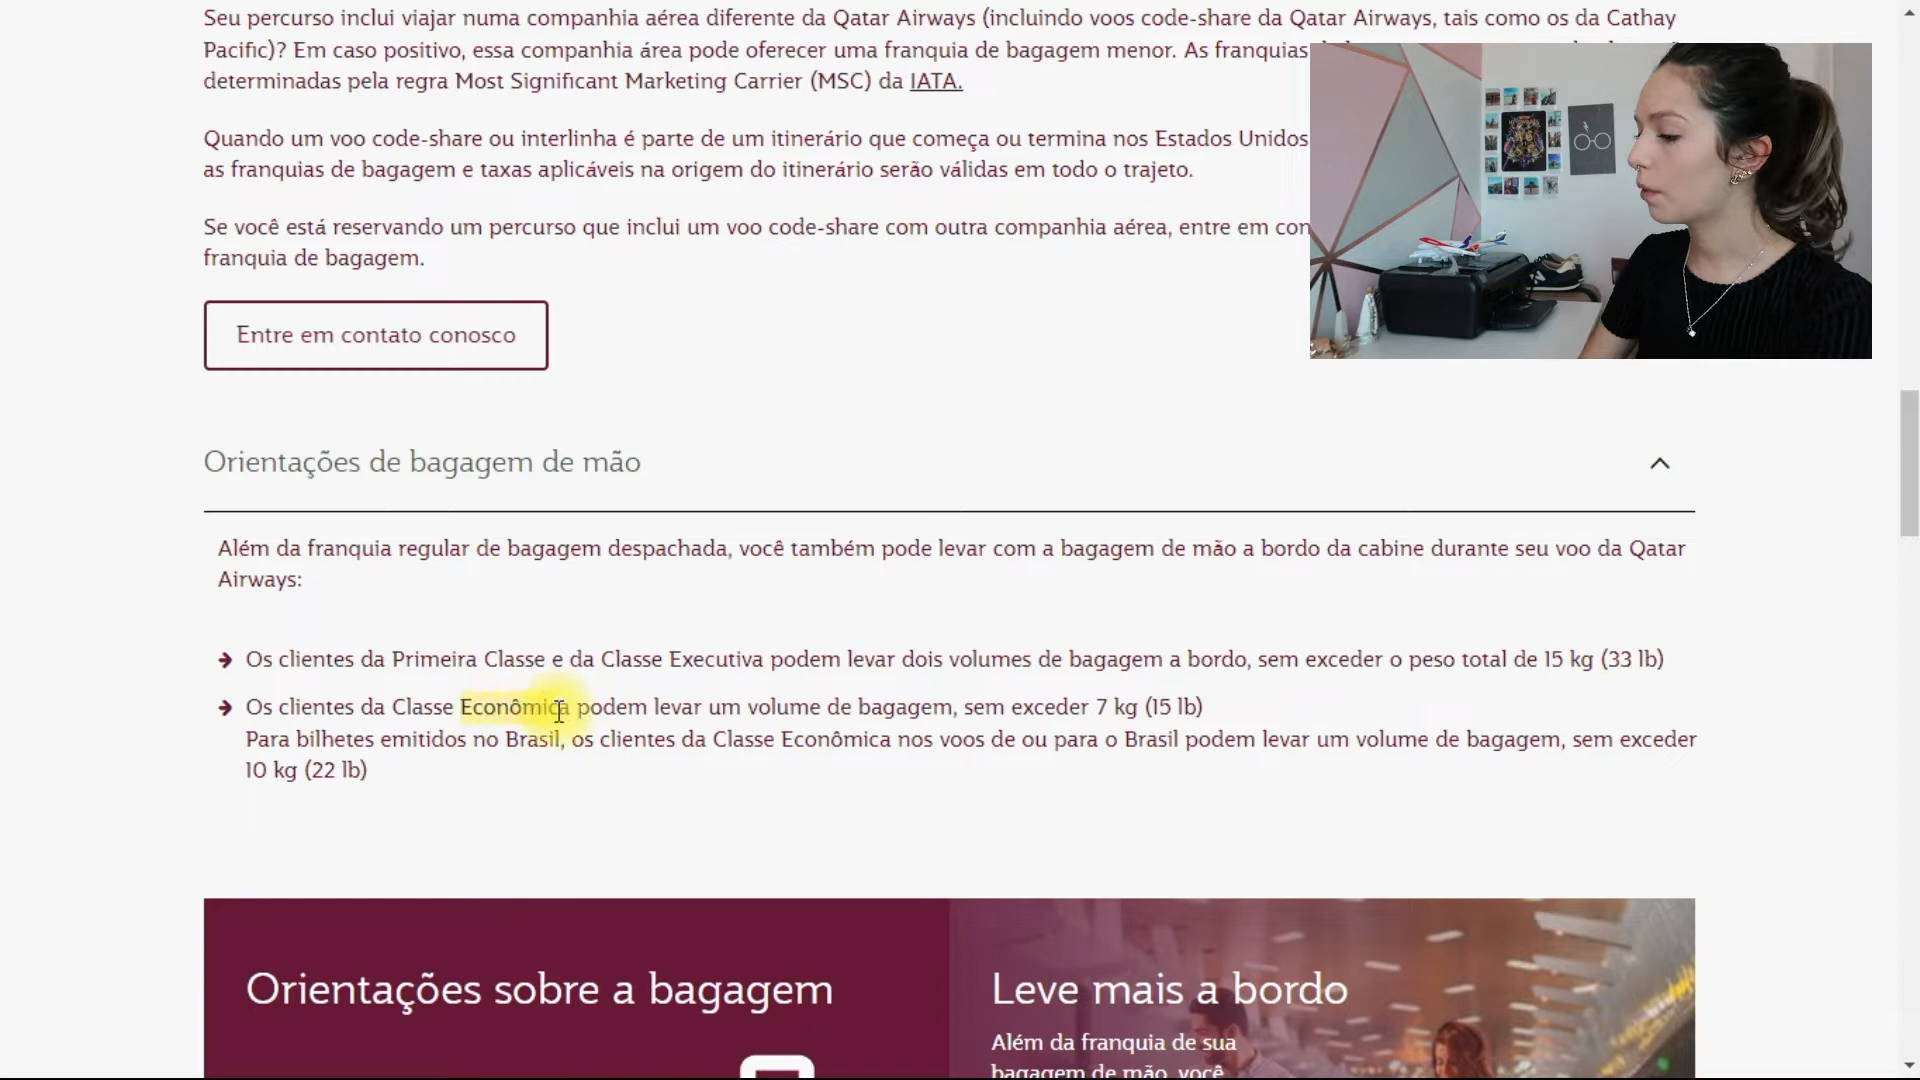 Seu percurso inclui viajar numa companhia aérea diferente da Qatar Airways (incluindo voos code-share da Qatar Airways, tais como os da Cathay
Pacific)? Em caso positivo, essa companhia área pode oferecer uma franquia de bagagem menor. As franquias
determinadas pela regra Most Significant Marketing Carrier (MSC) da IATA.
Quando um voo code-share ou interlinha é parte de um itinerário que começa ou termina nos Estados Unidos
as franquias de bagagem e taxas aplicáveis na origem do itinerário serão válidas em todo o trajeto.
Se você está reservando um percurso que inclui um voo code-share com outra companhia aérea, entre em con
franquia de bagagem.
Entre em contato conosco
Orientações de bagagem de mão
Além da franquia regular de bagagem despachada, você também pode levar com a bagagem de mão a bordo da cabine durante seu voo da Qatar
Airways:
Os clientes da Primeira Classe e da Classe Executiva podem levar dois volumes de bagagem a bordo, sem exceder o peso total de 15 kg (33 lb)
Os clientes da Classe Econômica podem levar um volume de bagagem, sem exceder 7 kg (15 lb)
Para bilhetes emitidos no Brasil, os clientes da Classe Econômica nos voos de ou para o Brasil podem levar um volume de bagagem, sem exceder
10 kg (22 lb)
Orientações sobre a bagagem
Leve mais a bordo
Além da franquia de sua
bagagem de mão, você